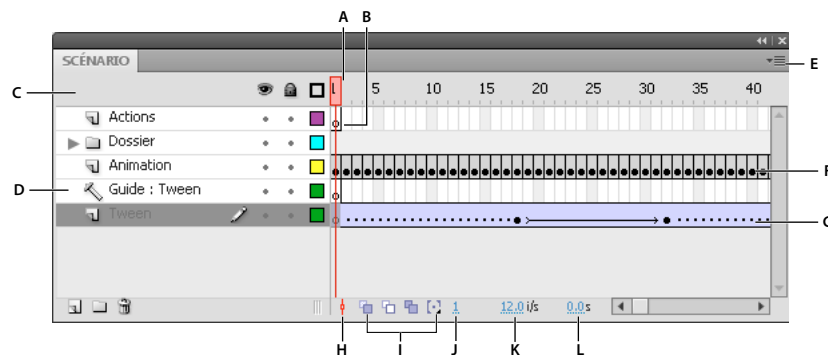 A B
SCÉNARIO
E
C
1 5 10 15 20 25 30 35 40
Actions
B
Dossier
Animation
F
D
Guide : Tween
Tween
G
1 12.0 i/s 0.0 s
H I J K L